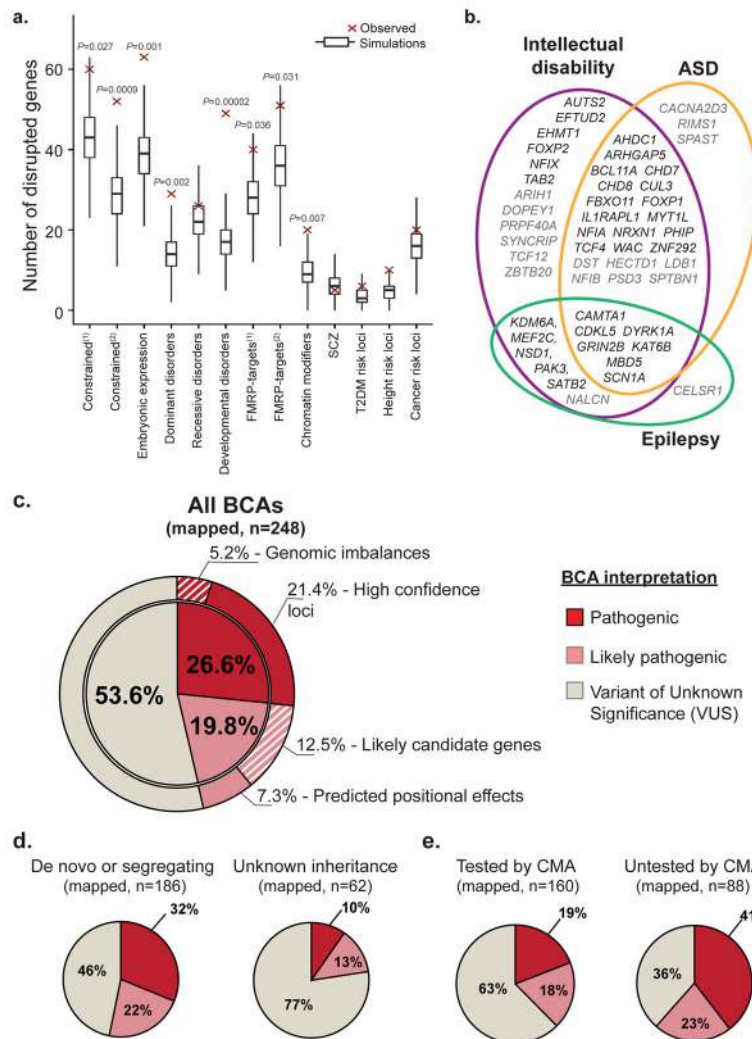 a.
× Observed
Simulations
Number of disrupted genes
60
40
20
0
P=0.027
P=0.0009
P=0.001
P=0.002
P=0.00002
P=0.036
P=0.031
P=0.007
Constrained(1)
Constrained(2)
Embryonic expression
Dominant disorders
Recessive disorders
Developmental disorders
FMRP-targets(1)
FMRP-targets(2)
Chromatin modifiers
SCZ
T2DM risk loci
Height risk loci
Cancer risk loci
b.
Intellectual
disability
ASD
AUTS2
EFTUD2
EHMT1
FOXP2
NFIX
TAB2
ARIH1
DOPEY1
PRPF40A
SYNCRIP
TCF12
ZBTB20
CACNA2D3
RIMS1
SPAST
AHDC1
ARHGAP5
BCL11A CHD7
CHD8 CUL3
FBXO11 FOXP1
IL1RAPL1 MYT1L
NFIA NRXN1 PHIP
TCF4 WAC ZNF292
DST HECTD1 LDB1
NFIB PSD3 SPTBN1
KDM6A,
MEF2C,
NSD1,
PAK3,
SATB2
NALCN
CAMTA1
CDKL5 DYRK1A
GRIN2B KAT6B
MBD5
SCN1A
CELSR1
Epilepsy
c.
All BCAs
(mapped, n=248)
5.2% - Genomic imbalances
21.4% - High confidence
loci
26.6%
53.6%
19.8%
12.5% - Likely candidate genes
7.3% - Predicted positional effects
BCA interpretation
Pathogenic
Likely pathogenic
Variant of Unknown
Significance (VUS)
d.
De novo or segregating
(mapped, n=186)
32%
46%
22%
Unknown inheritance
(mapped, n=62)
10%
13%
77%
e.
Tested by CMA
(mapped, n=160)
19%
63%
18%
Untested by CMA
(mapped, n=88)
41%
36%
23%